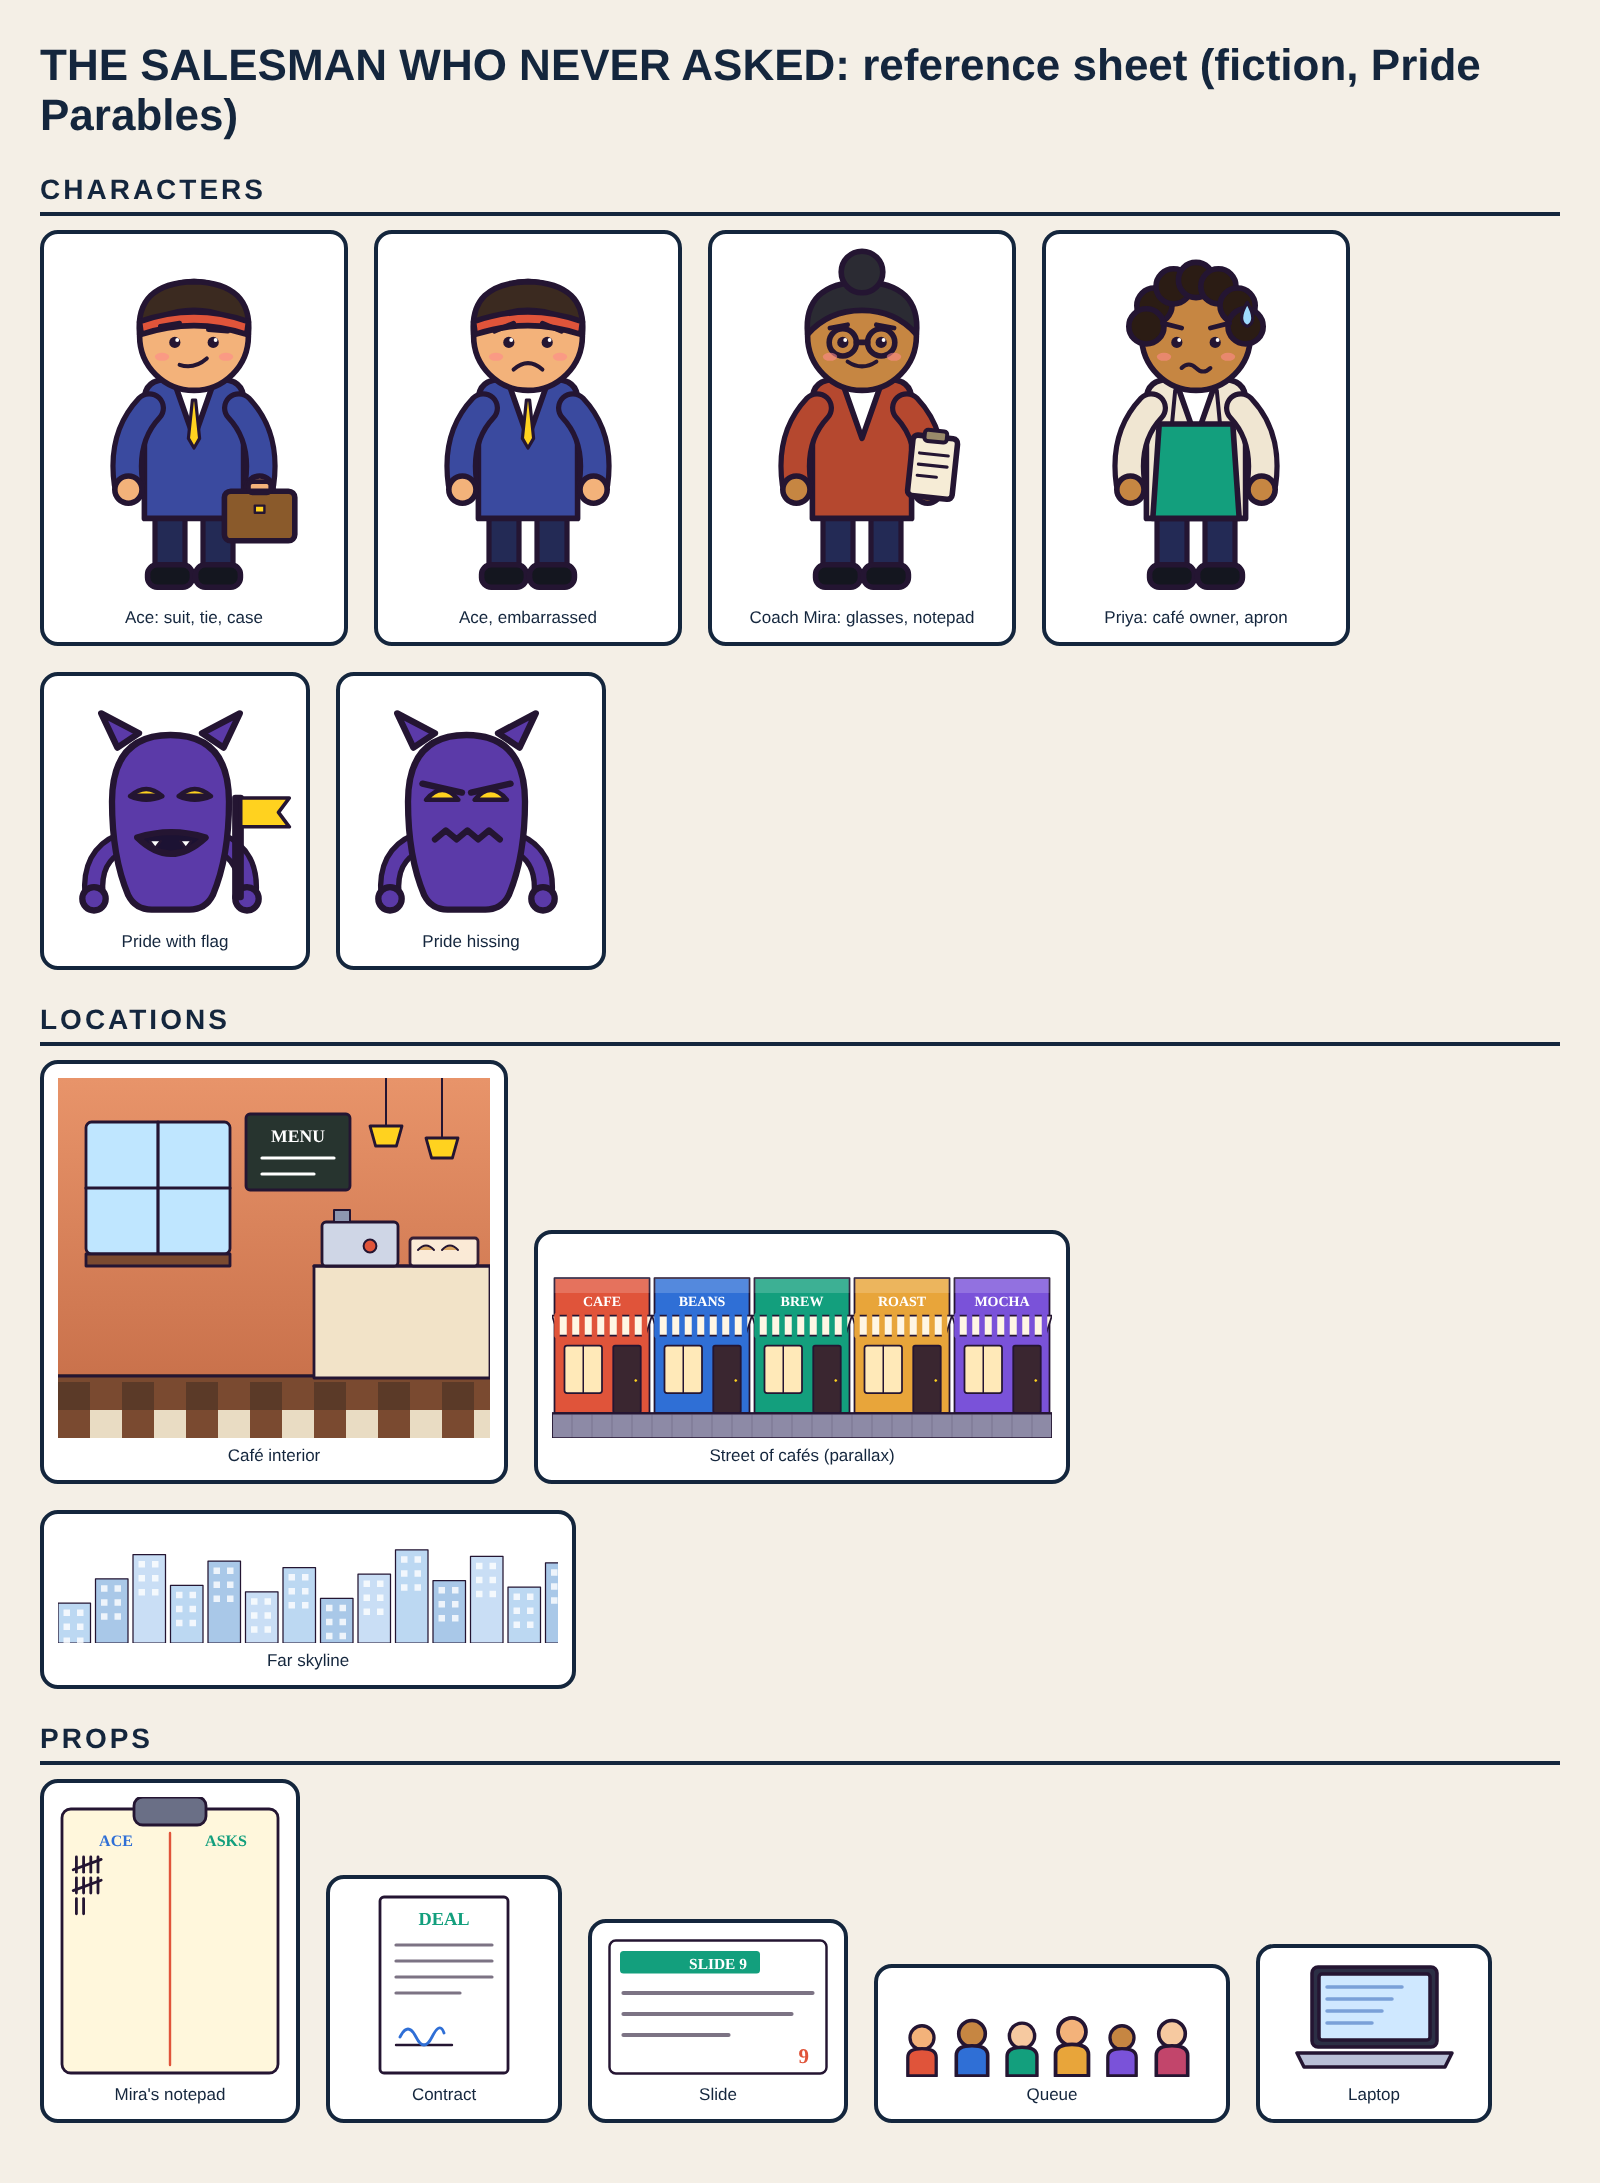 THE SALESMAN WHO NEVER ASKED: reference sheet (fiction, Pride
Parables)
CHARACTERS
Ace: suit, tie, case
Ace, embarrassed
Coach Mira: glasses, notepad
Priya: café owner, apron
Pride with flag
Pride hissing
LOCATIONS
MENU
Café interior
CAFE
BEANS
BREW
ROAST
MOCHA
Street of cafés (parallax)
Far skyline
PROPS
ACE
ASKS
Mira's notepad
DEAL
Contract
SLIDE 9
9
Slide
Queue
Laptop